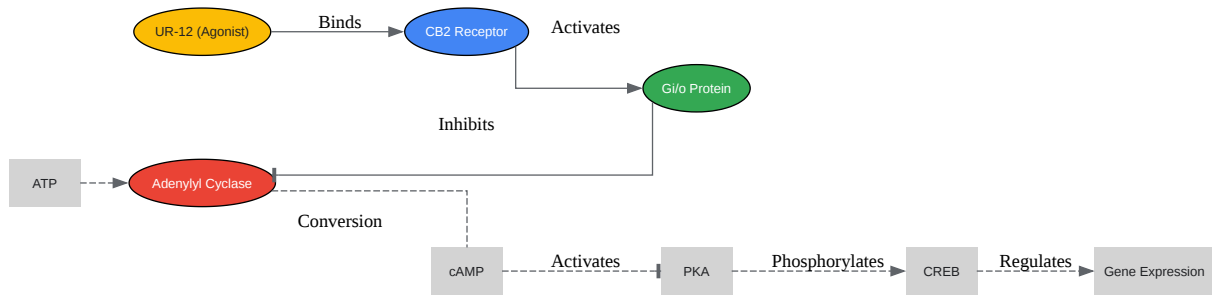 UR-12 (Agonist)
Binds
CB2 Receptor
Activates
Gi/o Protein
Inhibits
ATP
Adenylyl Cyclase
Conversion
cAMP
Activates
PKA
Phosphorylates
CREB
Regulates
Gene Expression